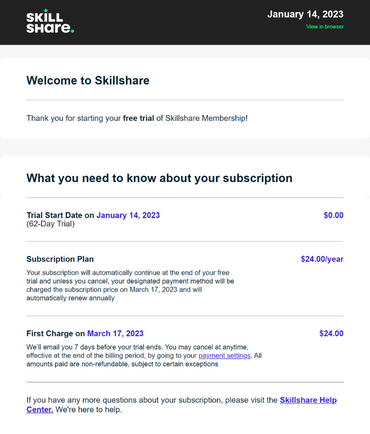 SKILL
SHARE.
January 14, 2023
View in browser
Welcome to Skillshare
Thank you for starting your free trial of Skillshare Membership!
What you need to know about your subscription
Trial Start Date on January 14, 2023 $0.00
(62-Day Trial)
Subscription Plan $24.00/year
Your subscription will automatically continue at the end of your free
trial and unless you cancel, your designated payment method will be
charged the subscription price on March 17, 2023 and will
automatically renew annually
First Charge on March 17, 2023 $24.00
We'll email you 7 days before your trial ends. You may cancel at anytime,
effective at the end of the billing period, by going to your payment settings. All
amounts paid are non-refundable, subject to certain exceptions
If you have any more questions about your subscription, please visit the Skillshare Help
Center. We're here to help.